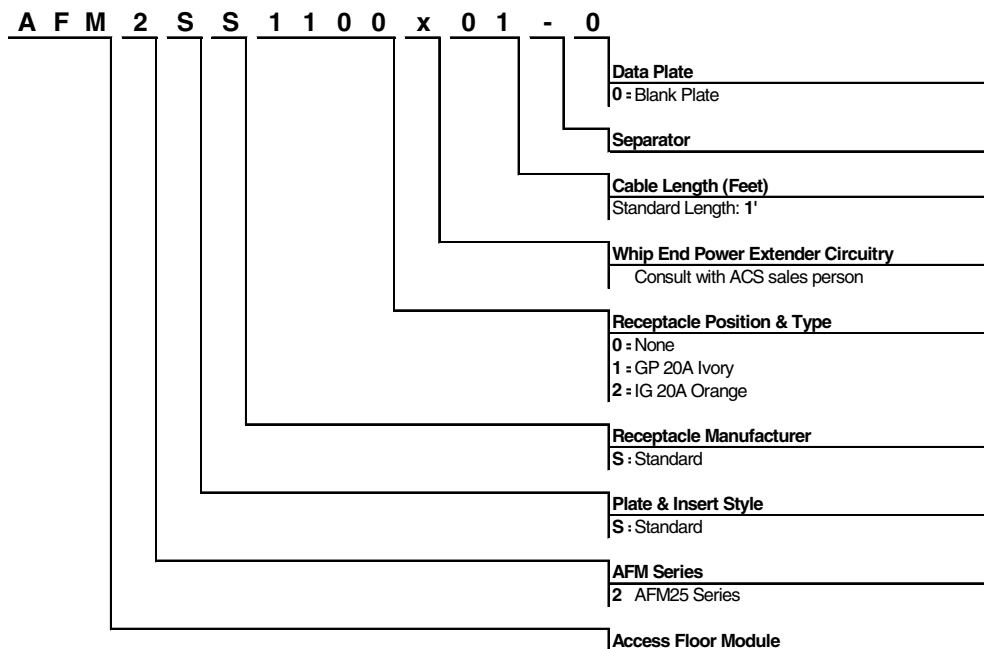 A F M 2 S S 1 1 0 0 x 0 1 - 0
Data Plate
0 = Blank Plate
Separator
Cable Length (Feet)
Standard Length: 1'
Whip End Power Extender Circuitry
Consult with ACS sales person
Receptacle Position & Type
0 = None
1 = GP 20A Ivory
2 = IG 20A Orange
Receptacle Manufacturer
S : Standard
Plate & Insert Style
S : Standard
AFM Series
2 AFM25 Series
Access Floor Module